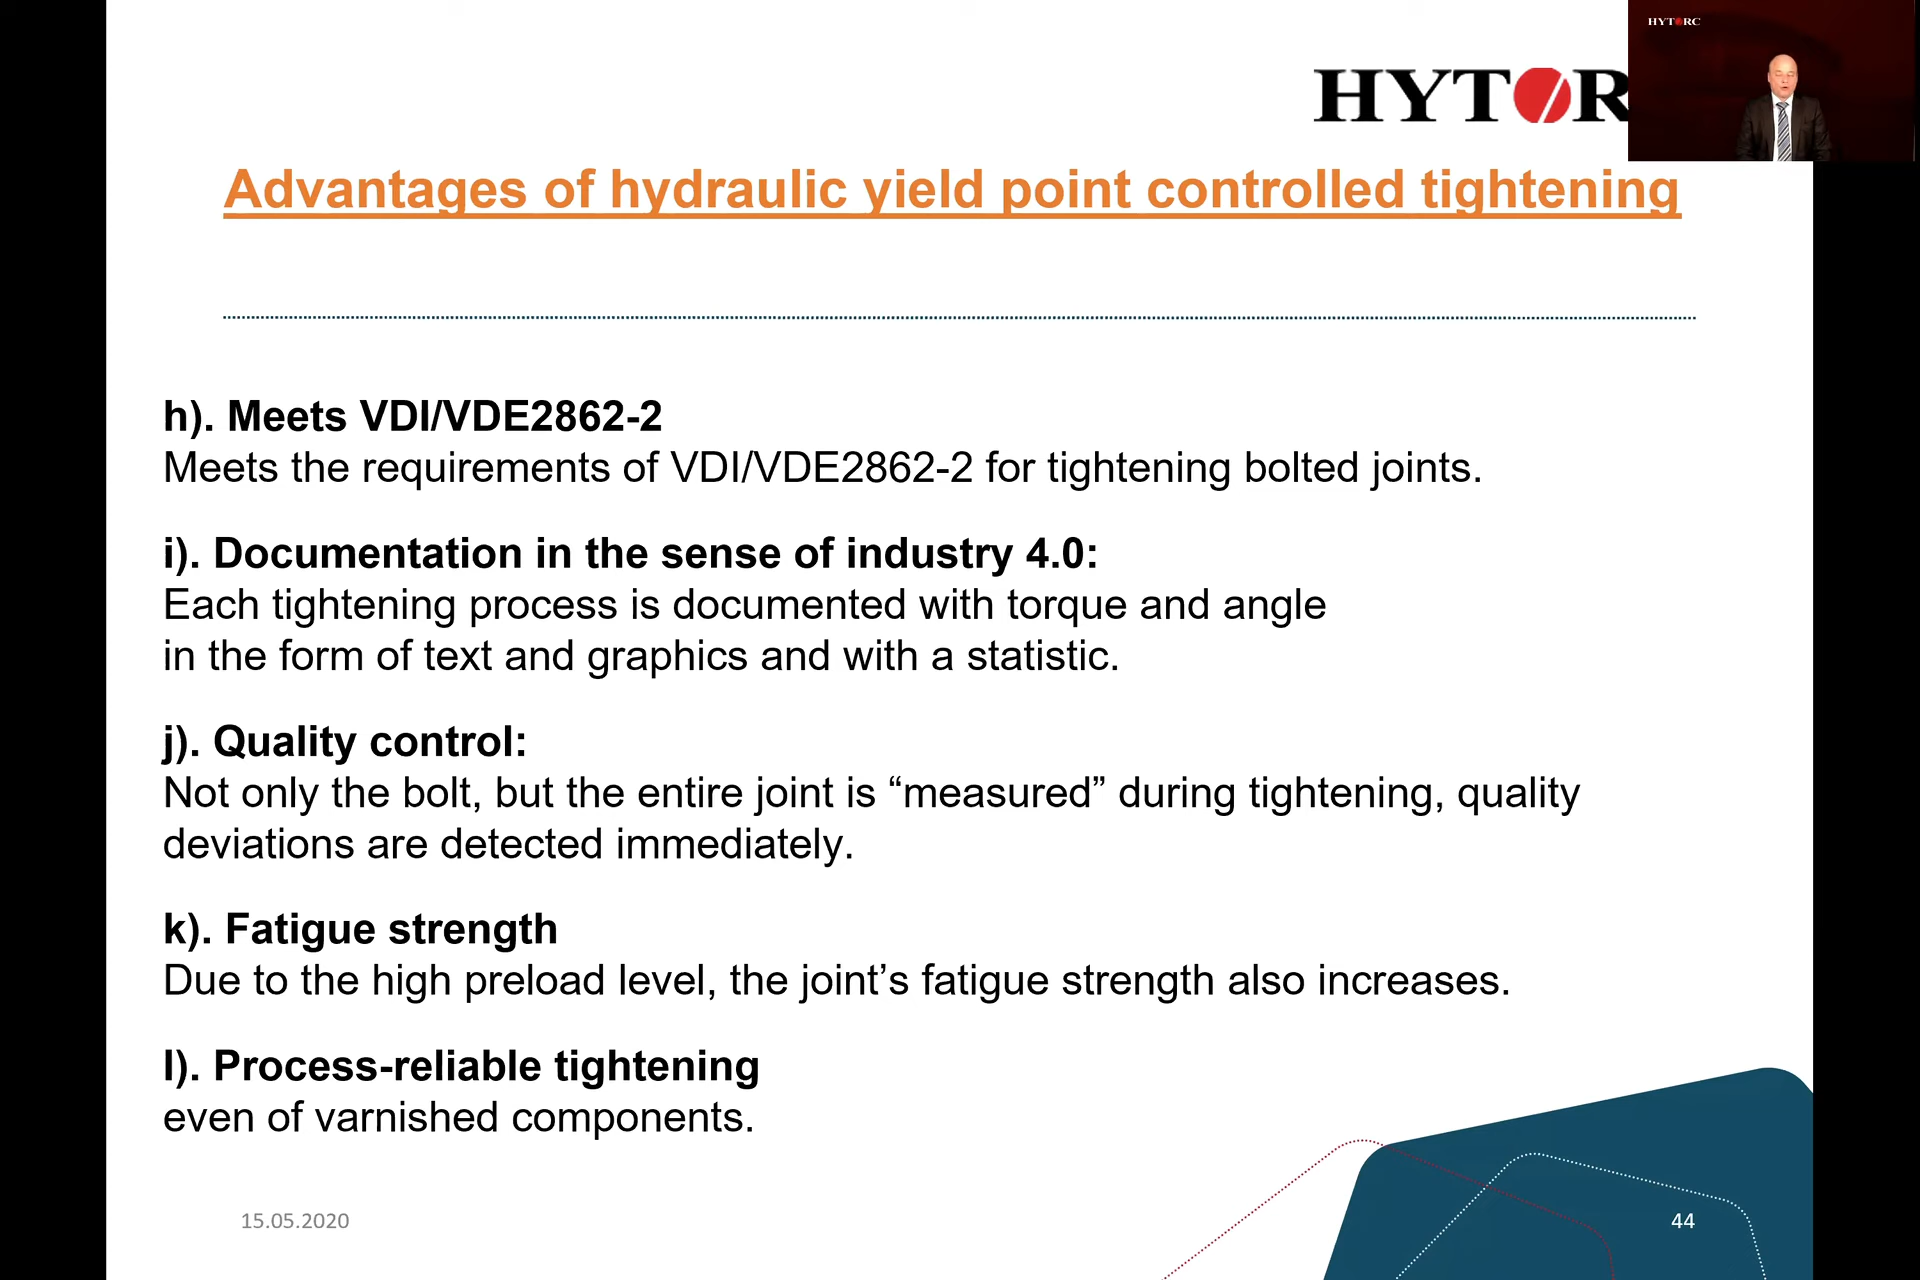 HYTORC
HYTOR
Advantages of hydraulic yield point controlled tightening
h). Meets VDI/VDE2862-2
Meets the requirements of VDI/VDE2862-2 for tightening bolted joints.
i). Documentation in the sense of industry 4.0:
Each tightening process is documented with torque and angle
in the form of text and graphics and with a statistic.
j). Quality control:
Not only the bolt, but the entire joint is “measured” during tightening, quality
deviations are detected immediately.
k). Fatigue strength
Due to the high preload level, the joint’s fatigue strength also increases.
l). Process-reliable tightening
even of varnished components.
15.05.2020
44